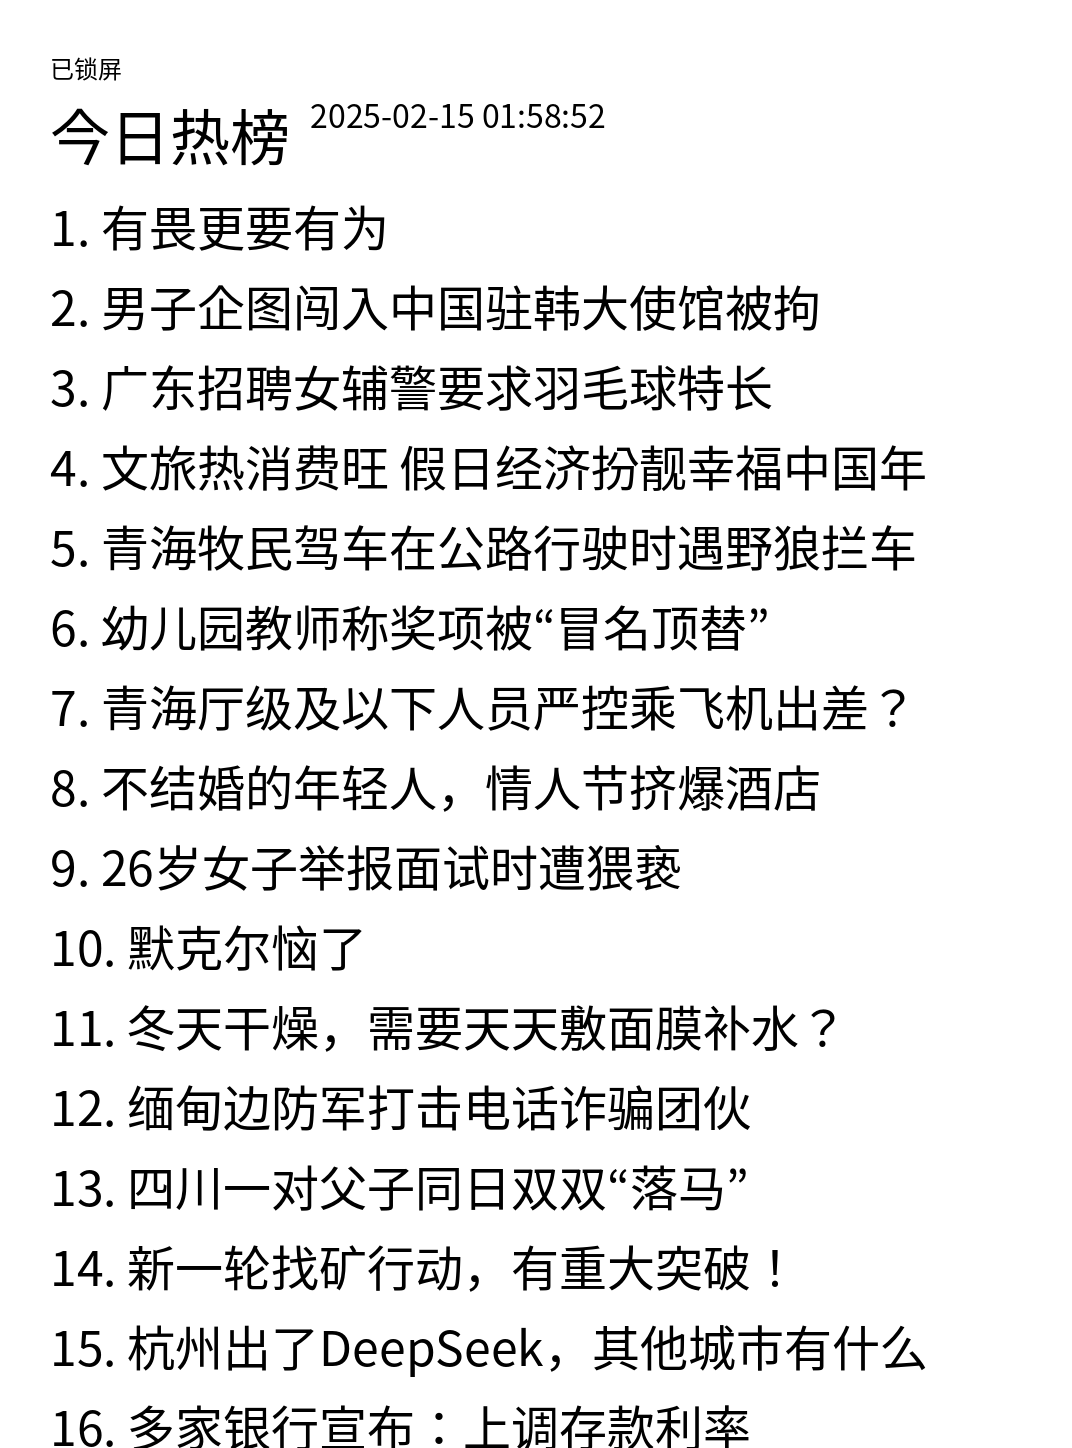 已锁屏
今日热榜 2025-02-15 01:58:52
1. 有畏更要有为
2. 男子企图闯入中国驻韩大使馆被拘
3. 广东招聘女辅警要求羽毛球特长
4. 文旅热消费旺 假日经济扮靓幸福中国年
5. 青海牧民驾车在公路行驶时遇野狼拦车
6. 幼儿园教师称奖项被“冒名顶替”
7. 青海厅级及以下人员严控乘飞机出差？
8. 不结婚的年轻人，情人节挤爆酒店
9. 26岁女子举报面试时遭猥亵
10. 默克尔恼了
11. 冬天干燥，需要天天敷面膜补水？
12. 缅甸边防军打击电话诈骗团伙
13. 四川一对父子同日双双“落马”
14. 新一轮找矿行动，有重大突破！
15. 杭州出了DeepSeek，其他城市有什么
16. 多家银行宣布：上调存款利率